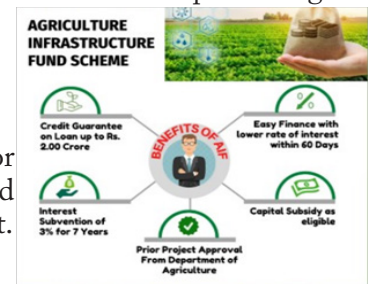 AGRICULTURE
INFRASTRUCTURE
FUND SCHEME
BENEFITS OF AIF
Credit Guarantee
on Loan up to Rs.
2.00 Crore
Easy Finance with
lower rate of interest
within 60 Days
Interest
Subvention of
3% for 7 Years
Capital Subsidy as
eligible
Prior Project Approval
From Department of
Agriculture
or
d
t.